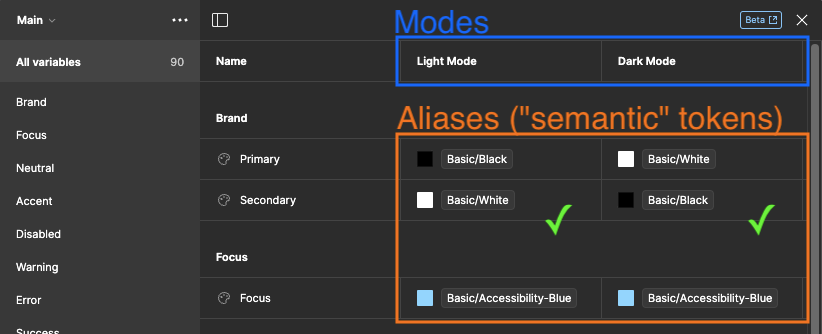 Main
Modes
Beta
All variables 90
Name Light Mode Dark Mode
Brand
Focus
Neutral
Accent
Disabled
Warning
Error
Success
Aliases ("semantic" tokens)
Brand
Primary Basic/Black Basic/White
Secondary Basic/White Basic/Black
Focus
Focus Basic/Accessibility-Blue Basic/Accessibility-Blue